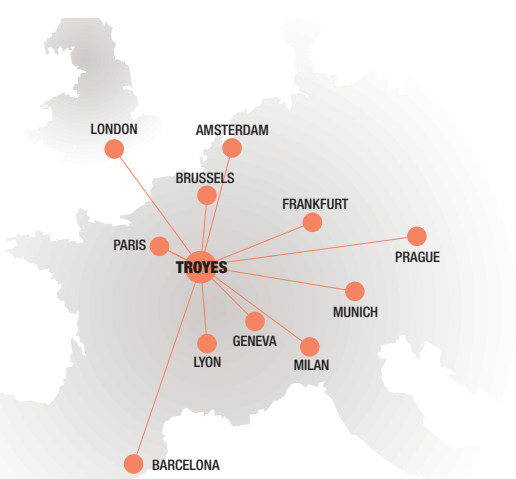 LONDON
AMSTERDAM
BRUSSELS
FRANKFURT
PARIS
PRAGUE
TROYES
MUNICH
GENEVA
LYON
MILAN
BARCELONA